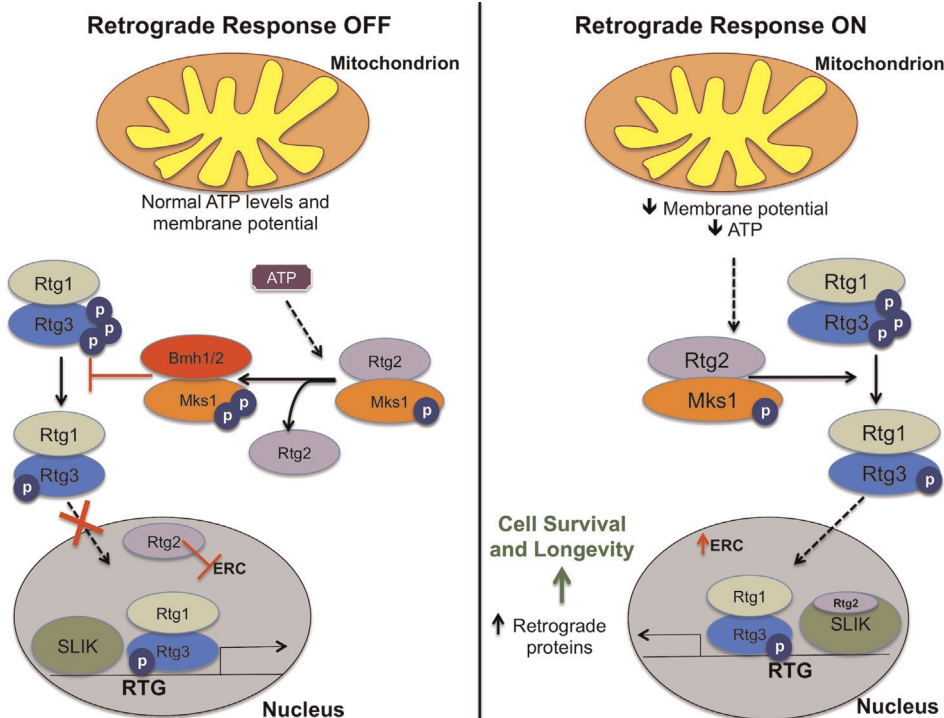 Retrograde Response OFF
Mitochondrion
Normal ATP levels and
membrane potential
ATP
Rtg1
Rtg3
p
p
p
Bmh1/2
Mks1
p
p
Rtg2
Mks1
p
Rtg2
Rtg1
Rtg3
p
Rtg2
ERC
SLIK
Rtg1
Rtg3
p
RTG
Nucleus
Retrograde Response ON
Mitochondrion
Membrane potential
ATP
Rtg1
Rtg3
p
p
p
Rtg2
Mks1
p
Rtg1
Rtg3
p
Cell Survival
and Longevity
Retrograde
proteins
ERC
Rtg1
Rtg3
p
Rtg2
SLIK
RTG
Nucleus